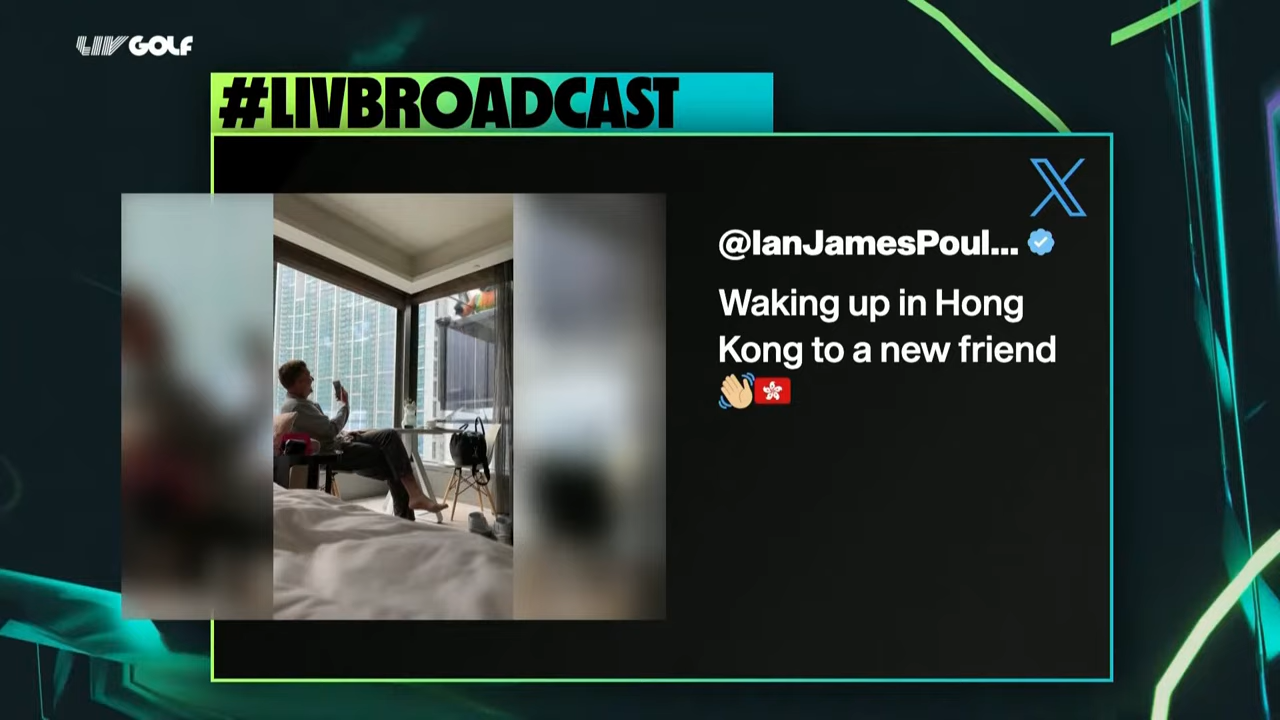 LIV GOLF
#LIVBROADCAST
@IanJamesPoul...
Waking up in Hong
Kong to a new friend
👋🏼🇭🇰